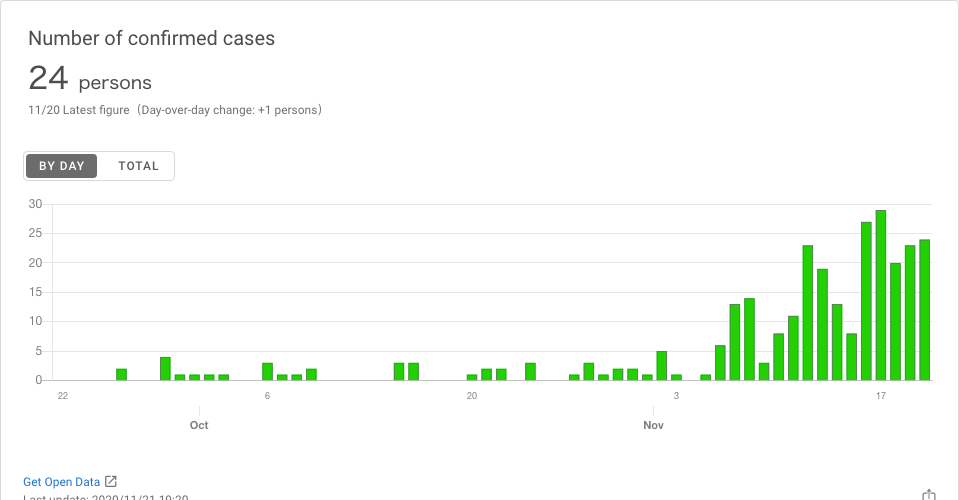 Number of confirmed cases
24 persons
11/20 Latest figure（Day-over-day change: +1 persons）
BY DAY TOTAL
30
25
20
15
10
5
0
22 6 20 3 17
Oct Nov
Get Open Data
Last update: 2020/11/21 19:20